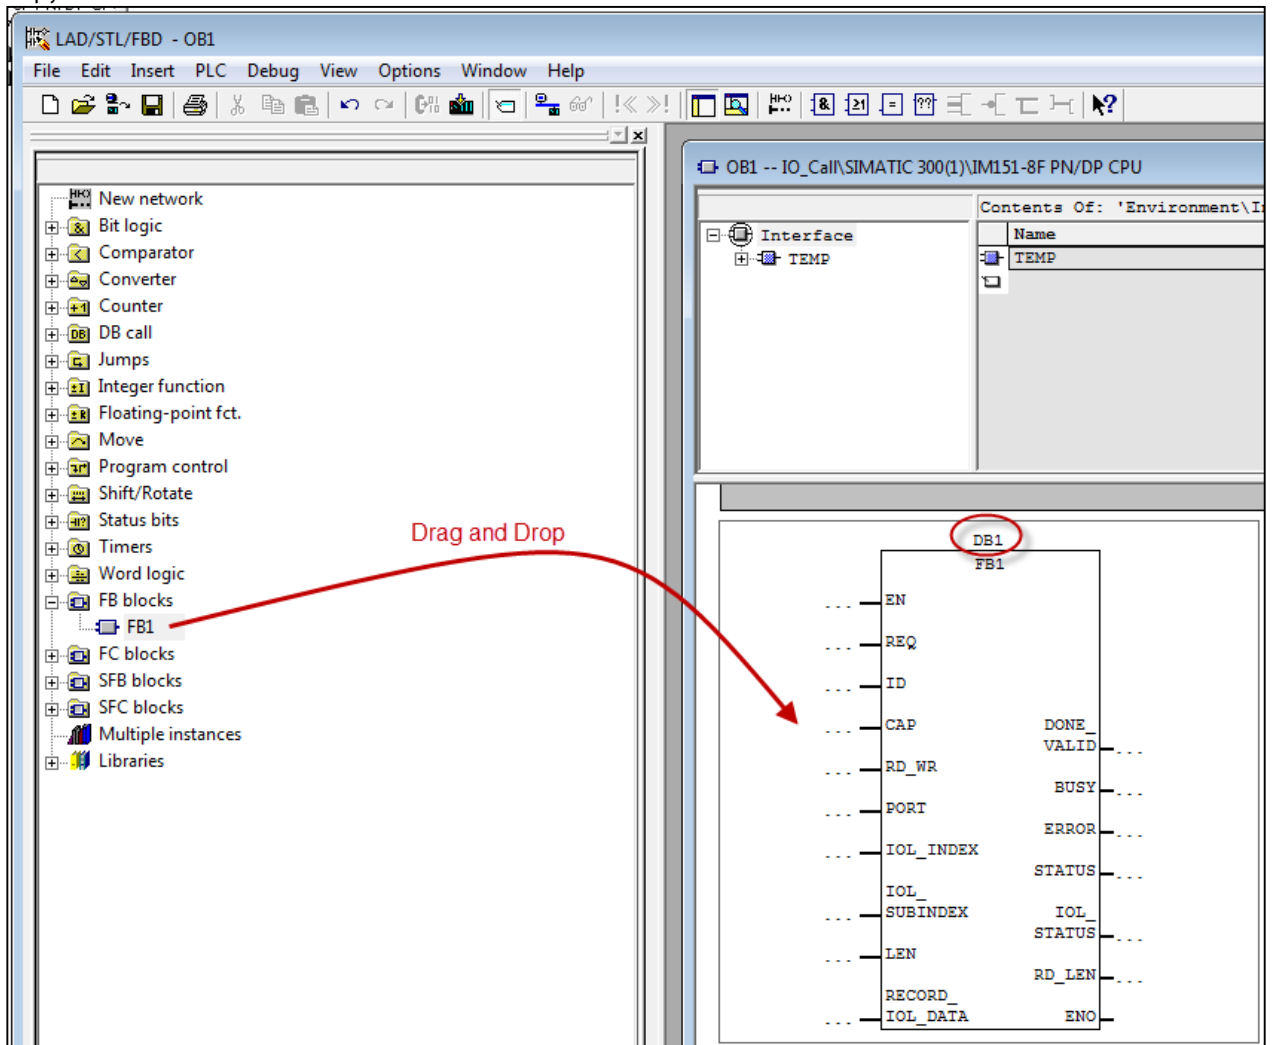 LAD/STL/FBD - OB1
File Edit Insert PLC Debug View Options Window Help
New network
Bit logic
Comparator
Converter
Counter
DB call
Jumps
Integer function
Floating-point fct.
Move
Program control
Shift/Rotate
Status bits
Timers
Word logic
FB blocks
FB1
FC blocks
SFB blocks
SFC blocks
Multiple instances
Libraries
Drag and Drop
OB1 -- IO_Call\SIMATIC 300(1)\IM151-8F PN/DP CPU
Contents Of: 'Environment\I
Interface
TEMP
Name
TEMP
DB1
FB1
... EN
... REQ
... ID
... CAP
... RD_WR
... PORT
... IOL_INDEX
IOL_
... SUBINDEX
... LEN
RECORD_
... IOL_DATA
DONE_
VALID ...
BUSY ...
ERROR ...
STATUS ...
IOL_
STATUS ...
RD_LEN ...
ENO